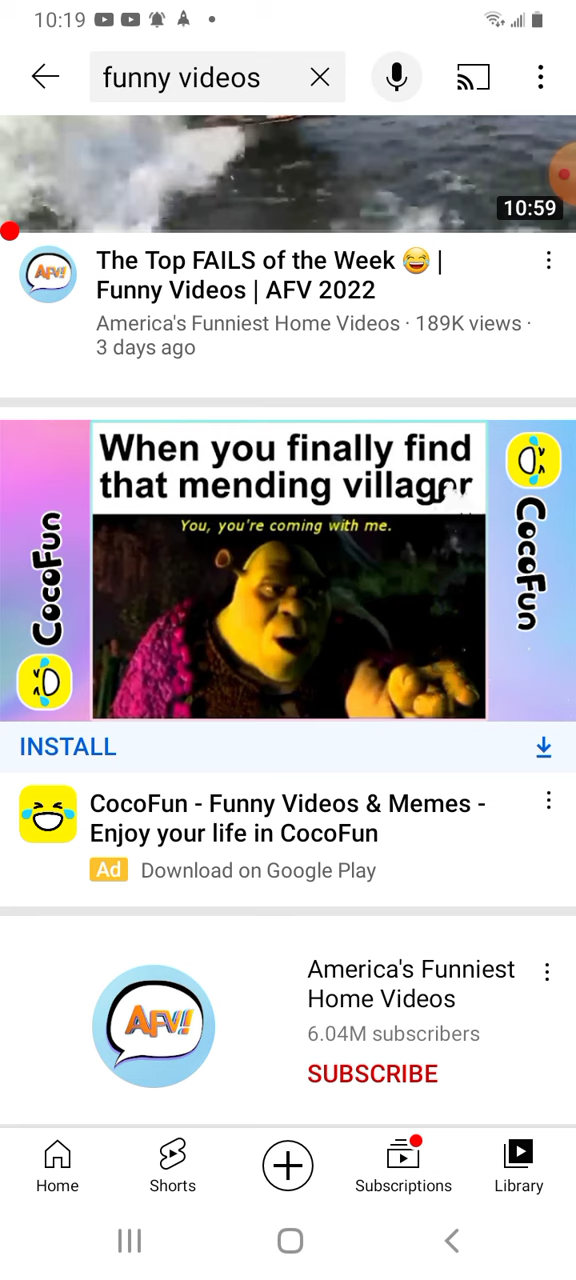 10:19
funny videos
10:59
The Top FAILS of the Week 😂 |
Funny Videos | AFV 2022
America's Funniest Home Videos · 189K views ·
3 days ago
AFV!
When you finally find
that mending villager
You, you're coming with me.
CocoFun
CocoFun
INSTALL
CocoFun - Funny Videos & Memes -
Enjoy your life in CocoFun
Ad Download on Google Play
AFV!
America's Funniest
Home Videos
6.04M subscribers
SUBSCRIBE
Home
Shorts
Subscriptions
Library